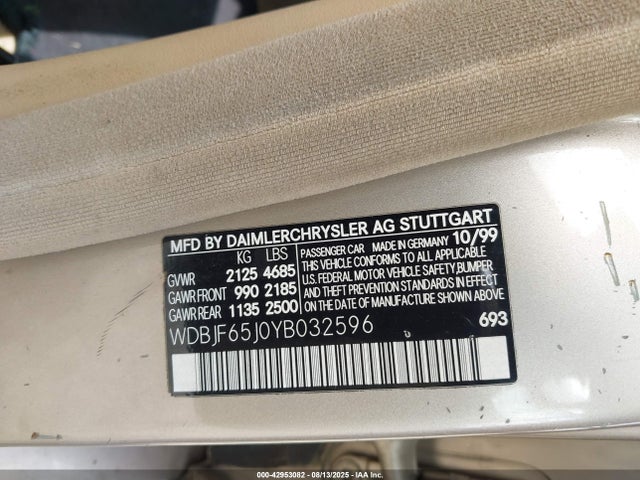 MFD BY DAIMLERCHRYSLER AG STUTTGART
KG LBS
GVWR 2125 4685
GAWR FRONT 990 2185
GAWR REAR 1135 2500
PASSENGER CAR MADE IN GERMANY 10/99
THIS VEHICLE CONFORMS TO ALL APPLICABLE
U.S. FEDERAL MOTOR VEHICLE SAFETY, BUMPER
AND THEFT PREVENTION STANDARDS IN EFFECT
ON THE DATE OF MANUFACTURE SHOWN ABOVE.
WDBJF65J0YB032596
693
000-42953082 - 08/13/2025 - IAA Inc.